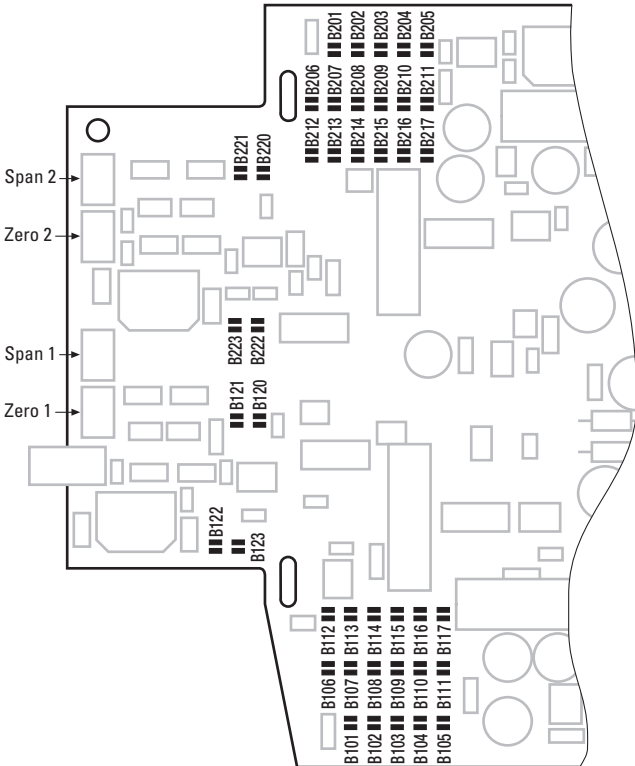 B201 B202 B203 B204 B205
B206 B207 B208 B209 B210 B211
B212 B213 B214 B215 B216 B217
B221 B220
Span 2
Zero 2
B223 B222
Span 1
B121 B120
Zero 1
B122 B123
B112 B113 B114 B115 B116 B117
B106 B107 B108 B109 B110 B111
B101 B102 B103 B104 B105